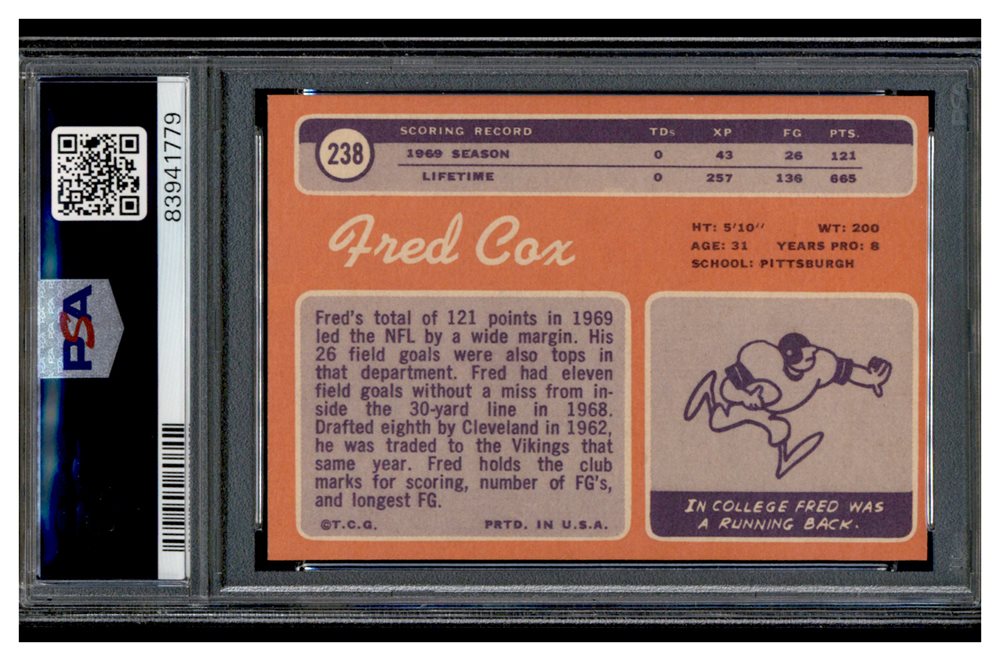 83941779
PSA
238
SCORING RECORD TDs XP FG PTS.
1969 SEASON 0 43 26 121
LIFETIME 0 257 136 665
Fred Cox
HT: 5'10" WT: 200
AGE: 31 YEARS PRO: 8
SCHOOL: PITTSBURGH
Fred's total of 121 points in 1969
led the NFL by a wide margin. His
26 field goals were also tops in
that department. Fred had eleven
field goals without a miss from in-
side the 30-yard line in 1968.
Drafted eighth by Cleveland in 1962,
he was traded to the Vikings that
same year. Fred holds the club
marks for scoring, number of FG's,
and longest FG.
©T.C.G. PRTD. IN U.S.A.
IN COLLEGE FRED WAS
A RUNNING BACK.